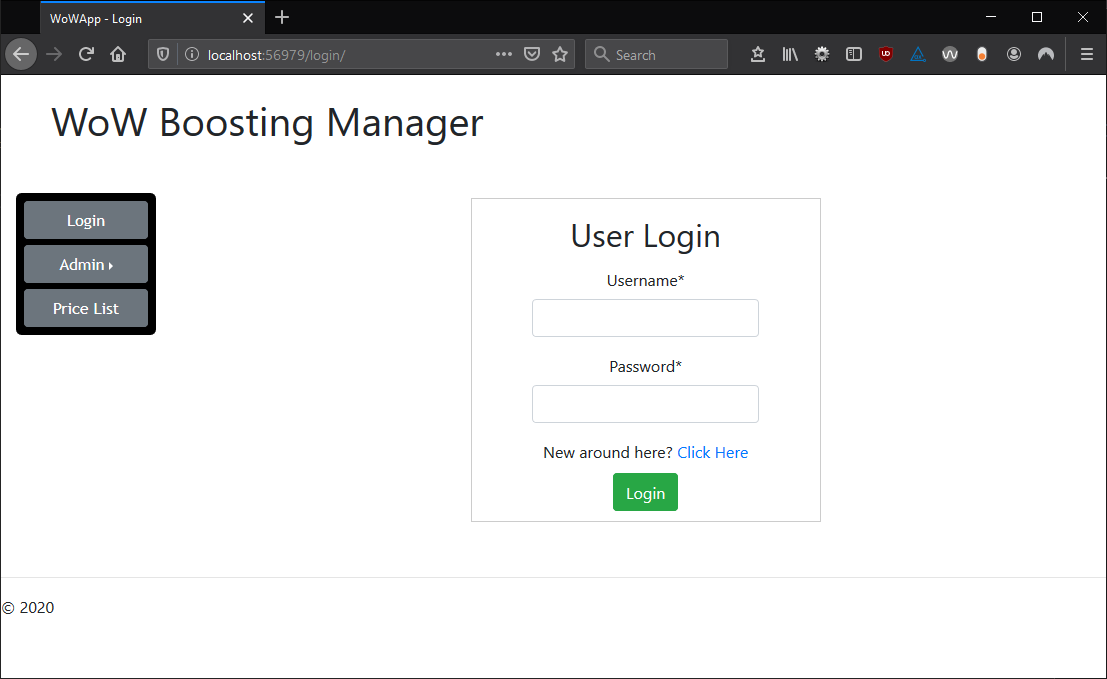 WoWApp - Login
localhost:56979/login/
Search
WoW Boosting Manager
Login
Admin
Price List
User Login
Username*
Password*
New around here? Click Here
Login
© 2020